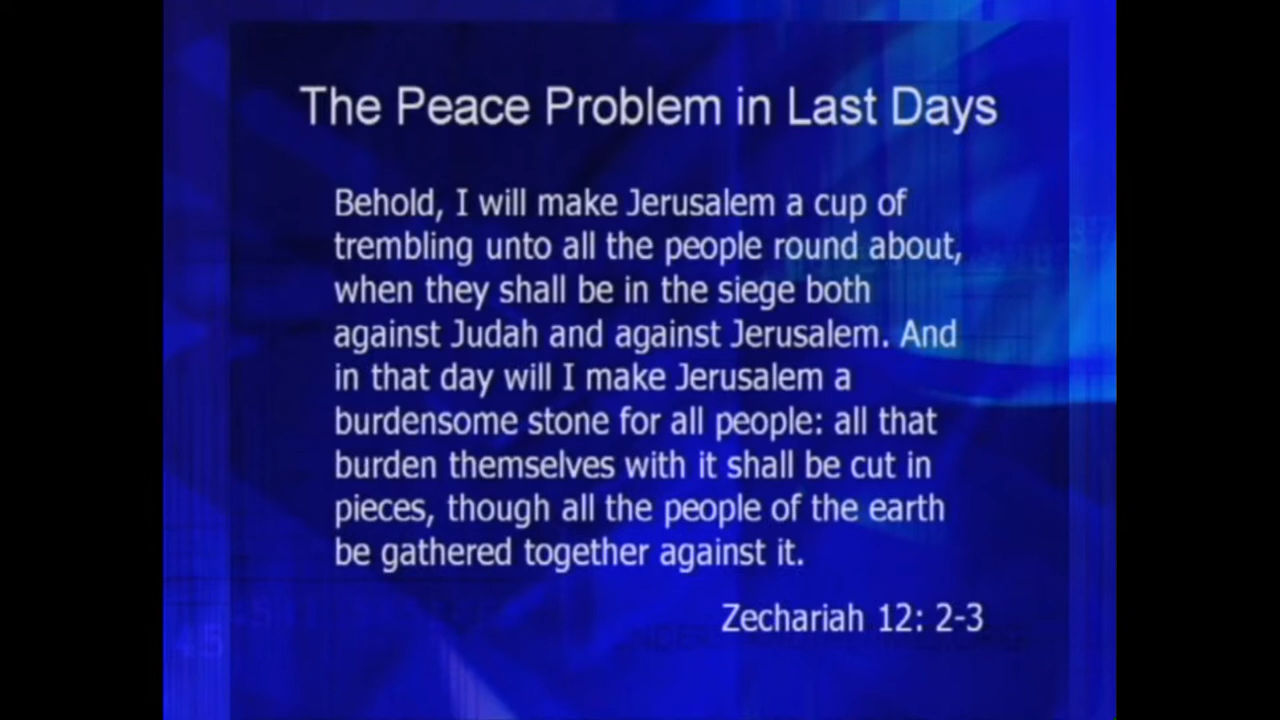 The Peace Problem in Last Days
Behold, I will make Jerusalem a cup of
trembling unto all the people round about,
when they shall be in the siege both
against Judah and against Jerusalem. And
in that day will I make Jerusalem a
burdensome stone for all people: all that
burden themselves with it shall be cut in
pieces, though all the people of the earth
be gathered together against it.
Zechariah 12: 2-3